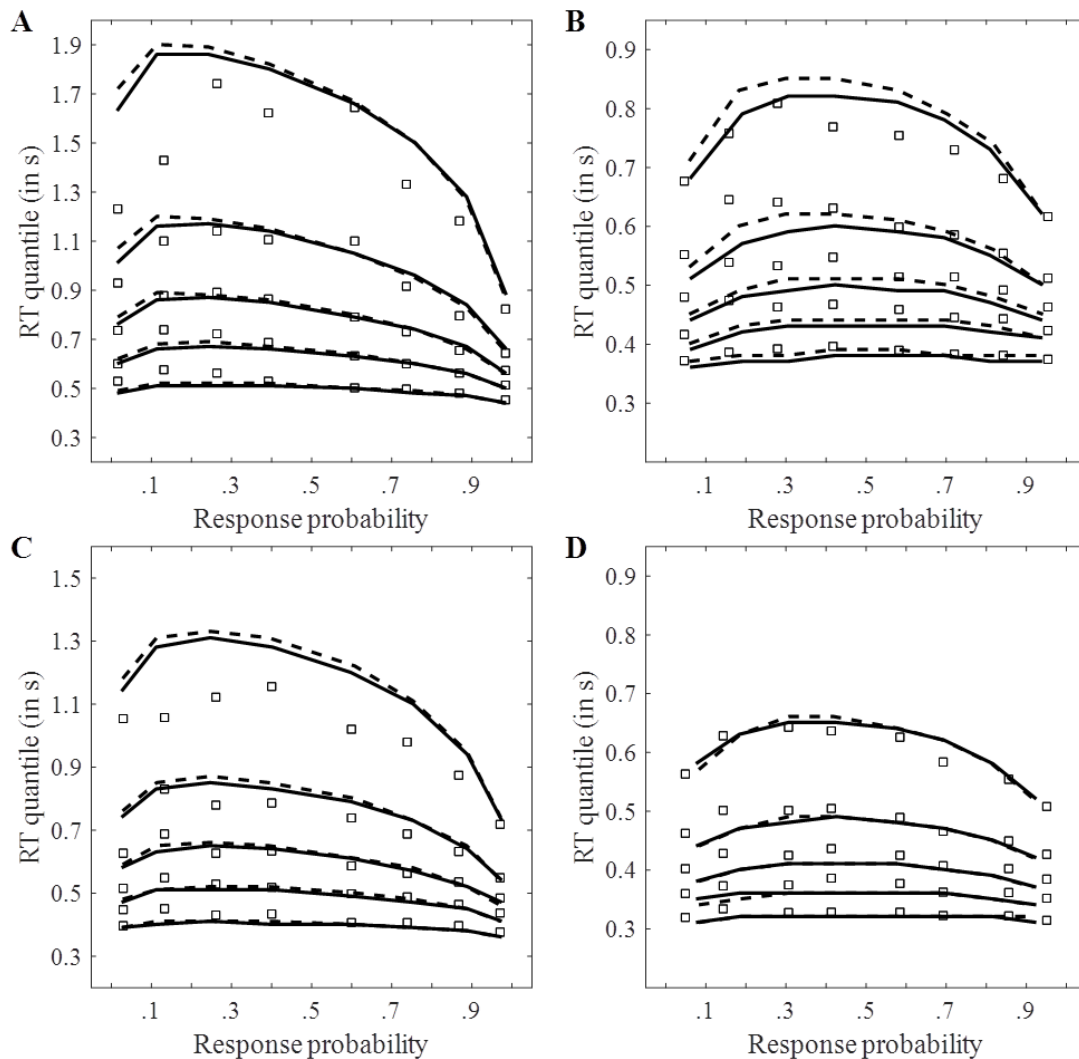 A
RT quantile (in s)
1.9
1.7
1.5
1.3
1.1
0.9
0.7
0.5
0.3
.1 .3 .5 .7 .9
Response probability
B
RT quantile (in s)
0.9
0.8
0.7
0.6
0.5
0.4
0.3
.1 .3 .5 .7 .9
Response probability
C
RT quantile (in s)
1.5
1.3
1.1
0.9
0.7
0.5
0.3
.1 .3 .5 .7 .9
Response probability
D
RT quantile (in s)
0.9
0.8
0.7
0.6
0.5
0.4
0.3
.1 .3 .5 .7 .9
Response probability